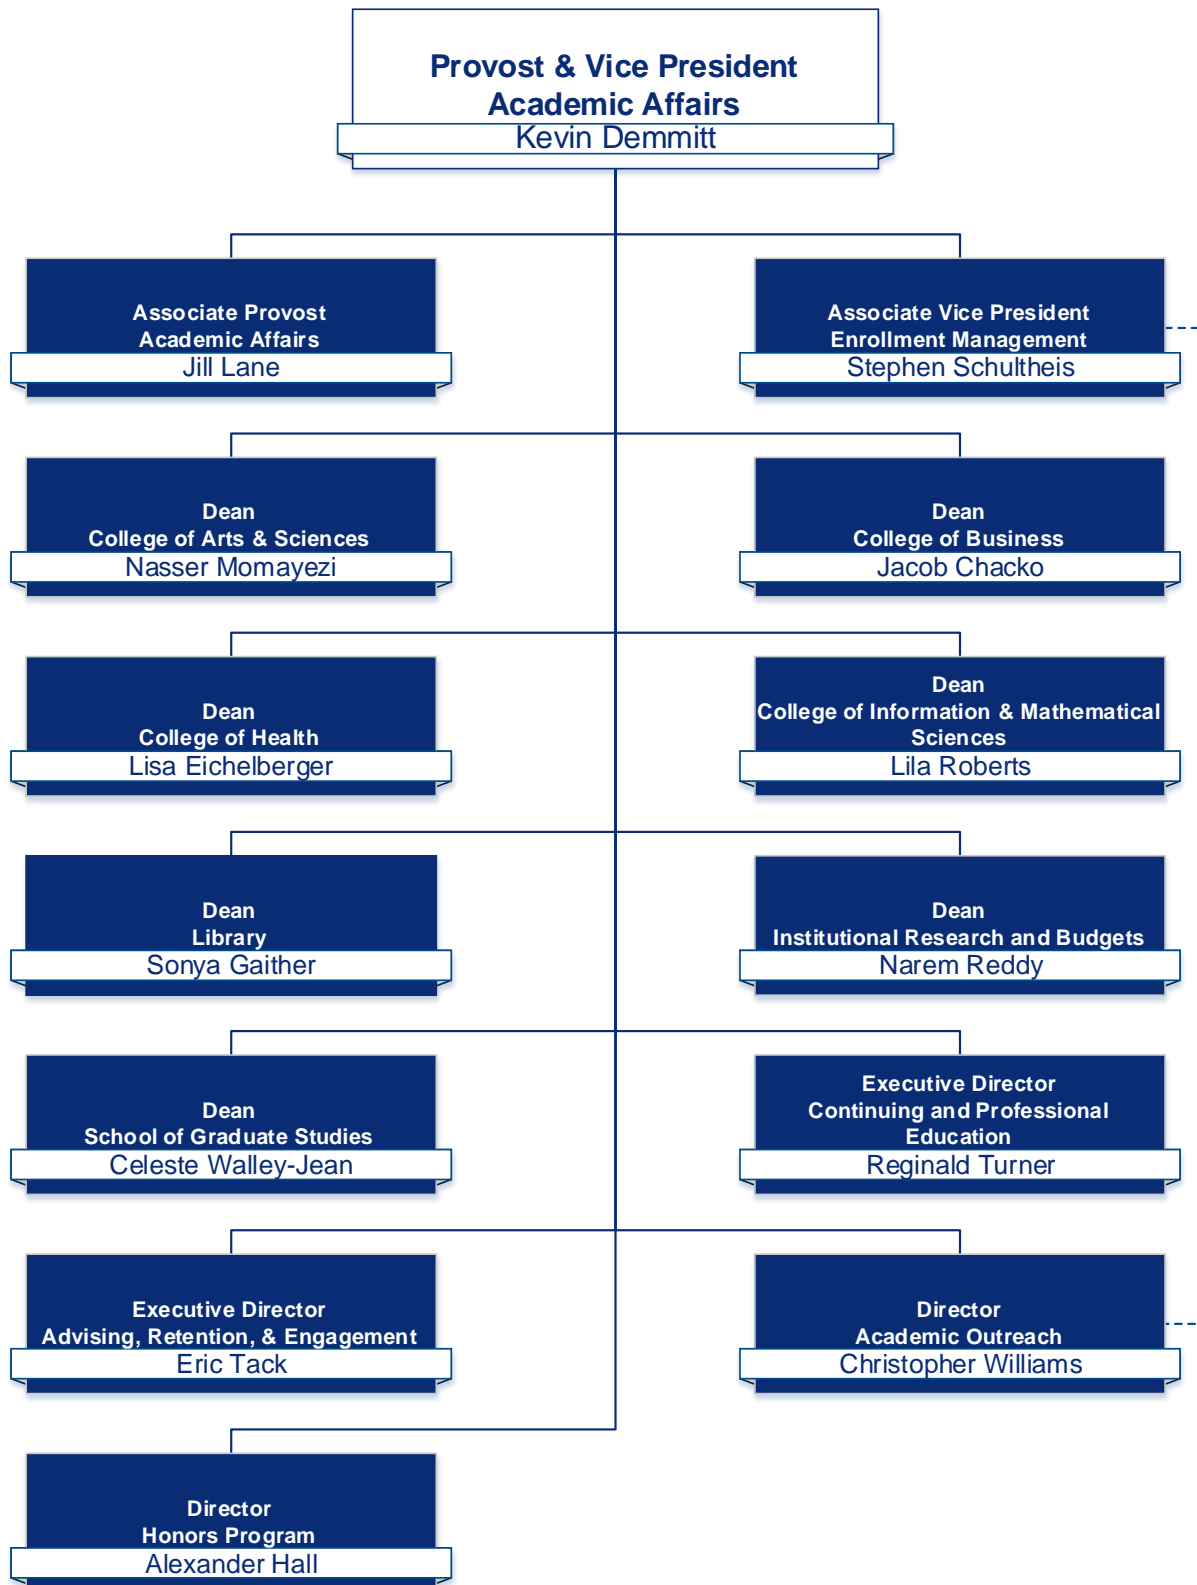 Provost & Vice President
Academic Affairs
Kevin Demmitt
Associate Provost
Academic Affairs
Jill Lane
Associate Vice President
Enrollment Management
Stephen Schultheis
Dean
College of Arts & Sciences
Nasser Momayezi
Dean
College of Business
Jacob Chacko
Dean
College of Health
Lisa Eichelberger
Dean
College of Information & Mathematical
Sciences
Lila Roberts
Dean
Library
Sonya Gaither
Dean
Institutional Research and Budgets
Narem Reddy
Dean
School of Graduate Studies
Celeste Walley-Jean
Executive Director
Continuing and Professional
Education
Reginald Turner
Executive Director
Advising, Retention, & Engagement
Eric Tack
Director
Academic Outreach
Christopher Williams
Director
Honors Program
Alexander Hall